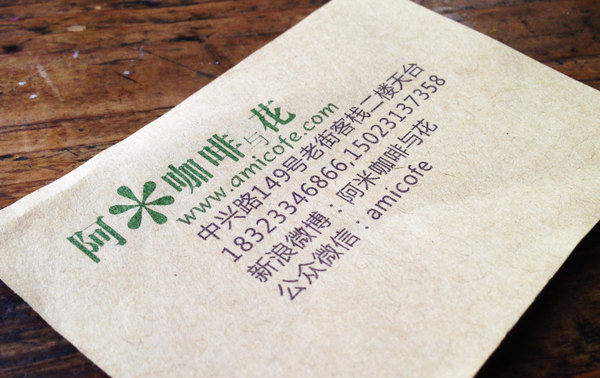 阿米咖啡与花
www.amicofe.com
中兴路149号老街客栈二楼天台
18323346866,15023137358
新浪微博：阿米咖啡与花
公众微信：amicofe